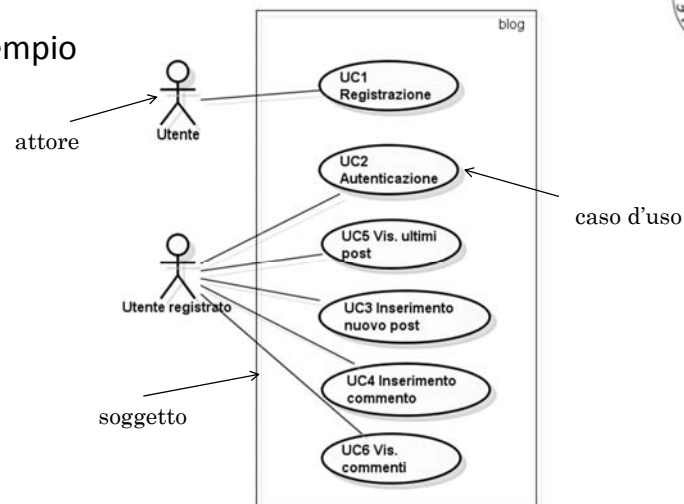 empio
blog
UC1
Registrazione
attore
Utente
UC2
Autenticazione
caso d'uso
UC5 Vis. ultimi
post
Utente registrato
UC3 Inserimento
nuovo post
UC4 Inserimento
commento
soggetto
UC6 Vis.
commenti